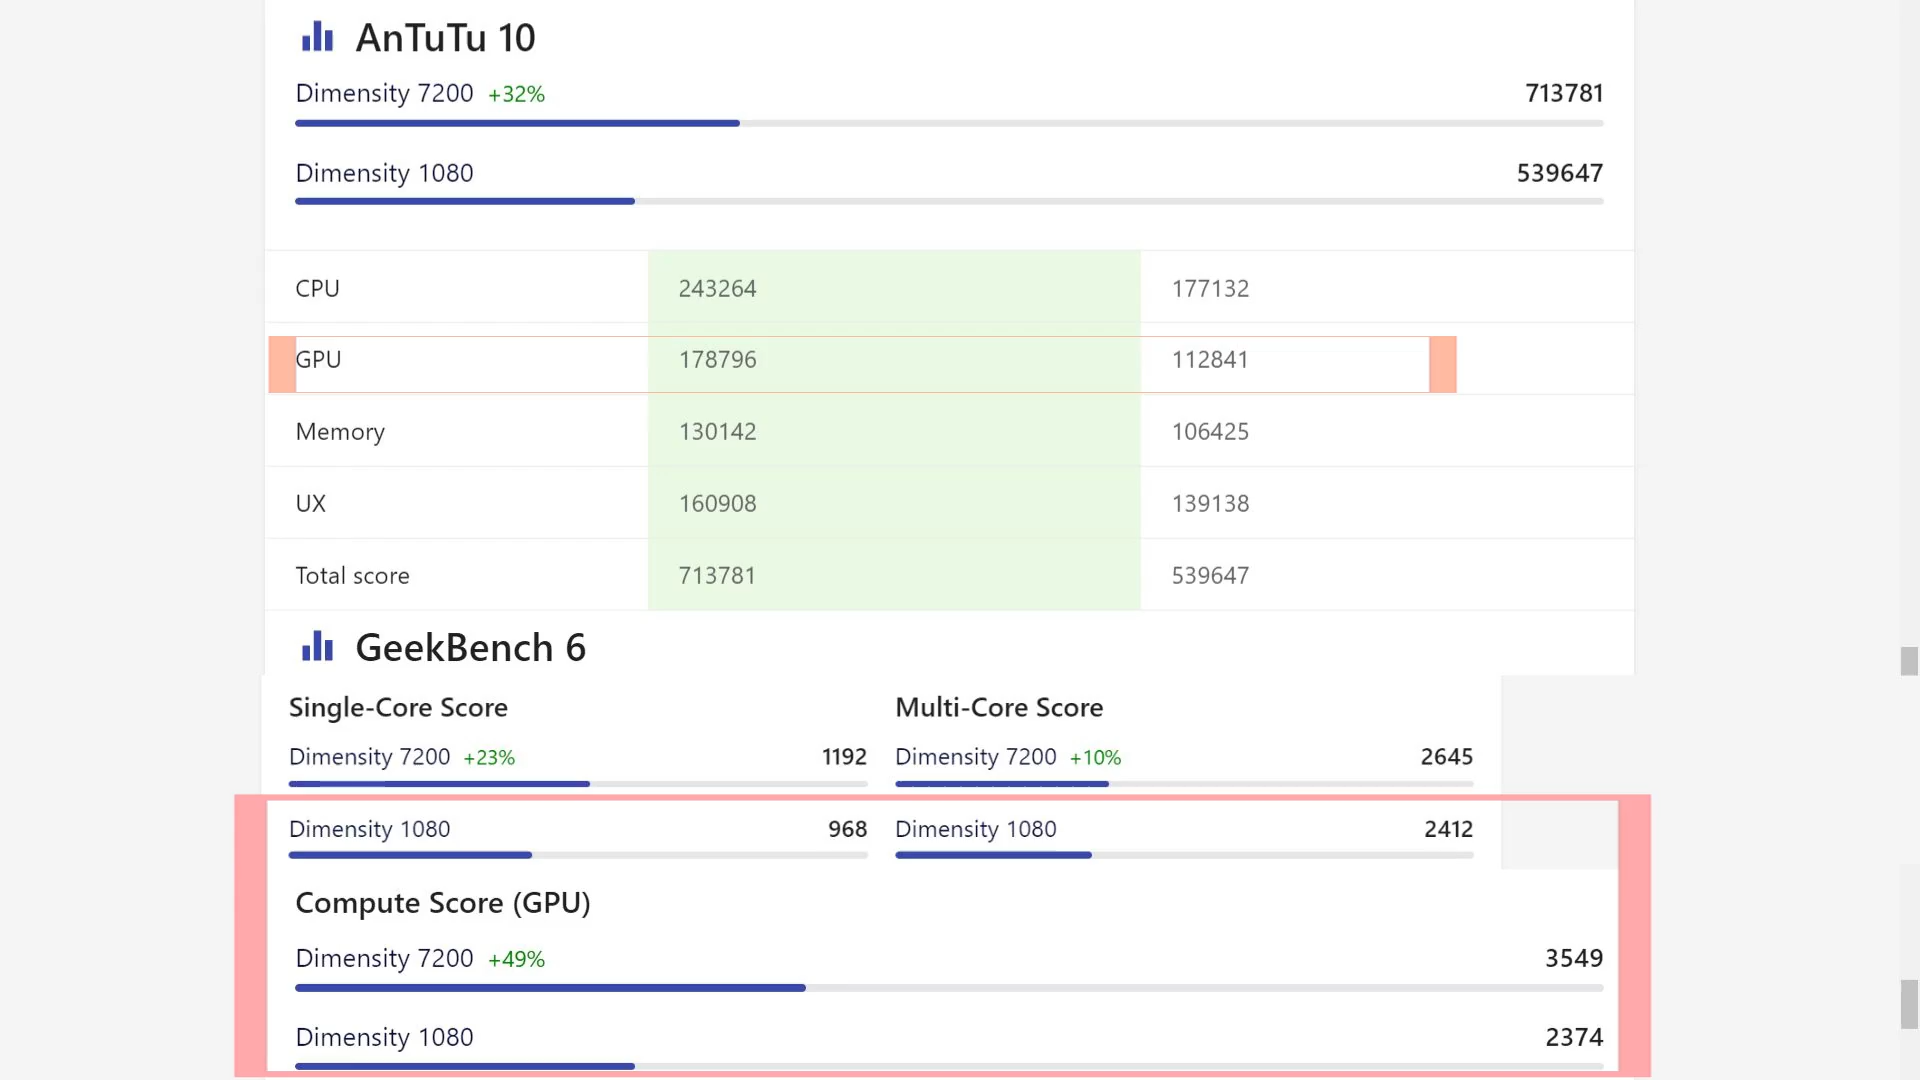 AnTuTu 10
Dimensity 7200 +32% 713781
Dimensity 1080 539647
CPU 243264 177132
GPU 178796 112841
Memory 130142 106425
UX 160908 139138
Total score 713781 539647
GeekBench 6
Single-Core Score Multi-Core Score
Dimensity 7200 +23% 1192 Dimensity 7200 +10% 2645
Dimensity 1080 968 Dimensity 1080 2412
Compute Score (GPU)
Dimensity 7200 +49% 3549
Dimensity 1080 2374